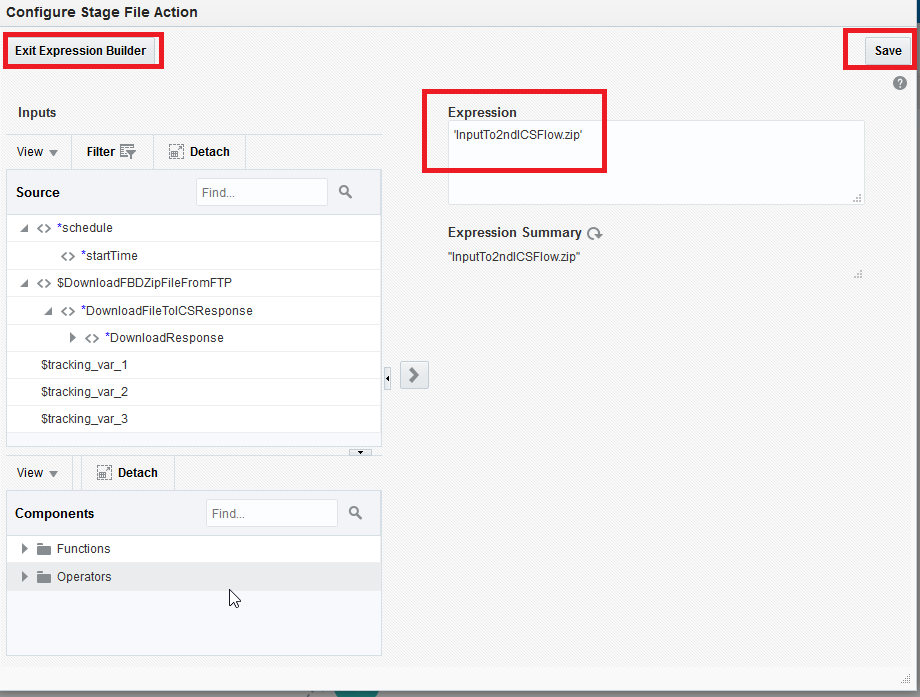 Configure Stage File Action
Exit Expression Builder
Save
?
Inputs
View
Filter
Detach
Source
Find...
<> *schedule
<> *startTime
<> $DownloadFBDZipFileFromFTP
<> *DownloadFileToICSResponse
<> *DownloadResponse
$tracking_var_1
$tracking_var_2
$tracking_var_3
View
Detach
Components
Find...
Functions
Operators
Expression
'InputTo2ndICSFlow.zip'
Expression Summary
"InputTo2ndICSFlow.zip"